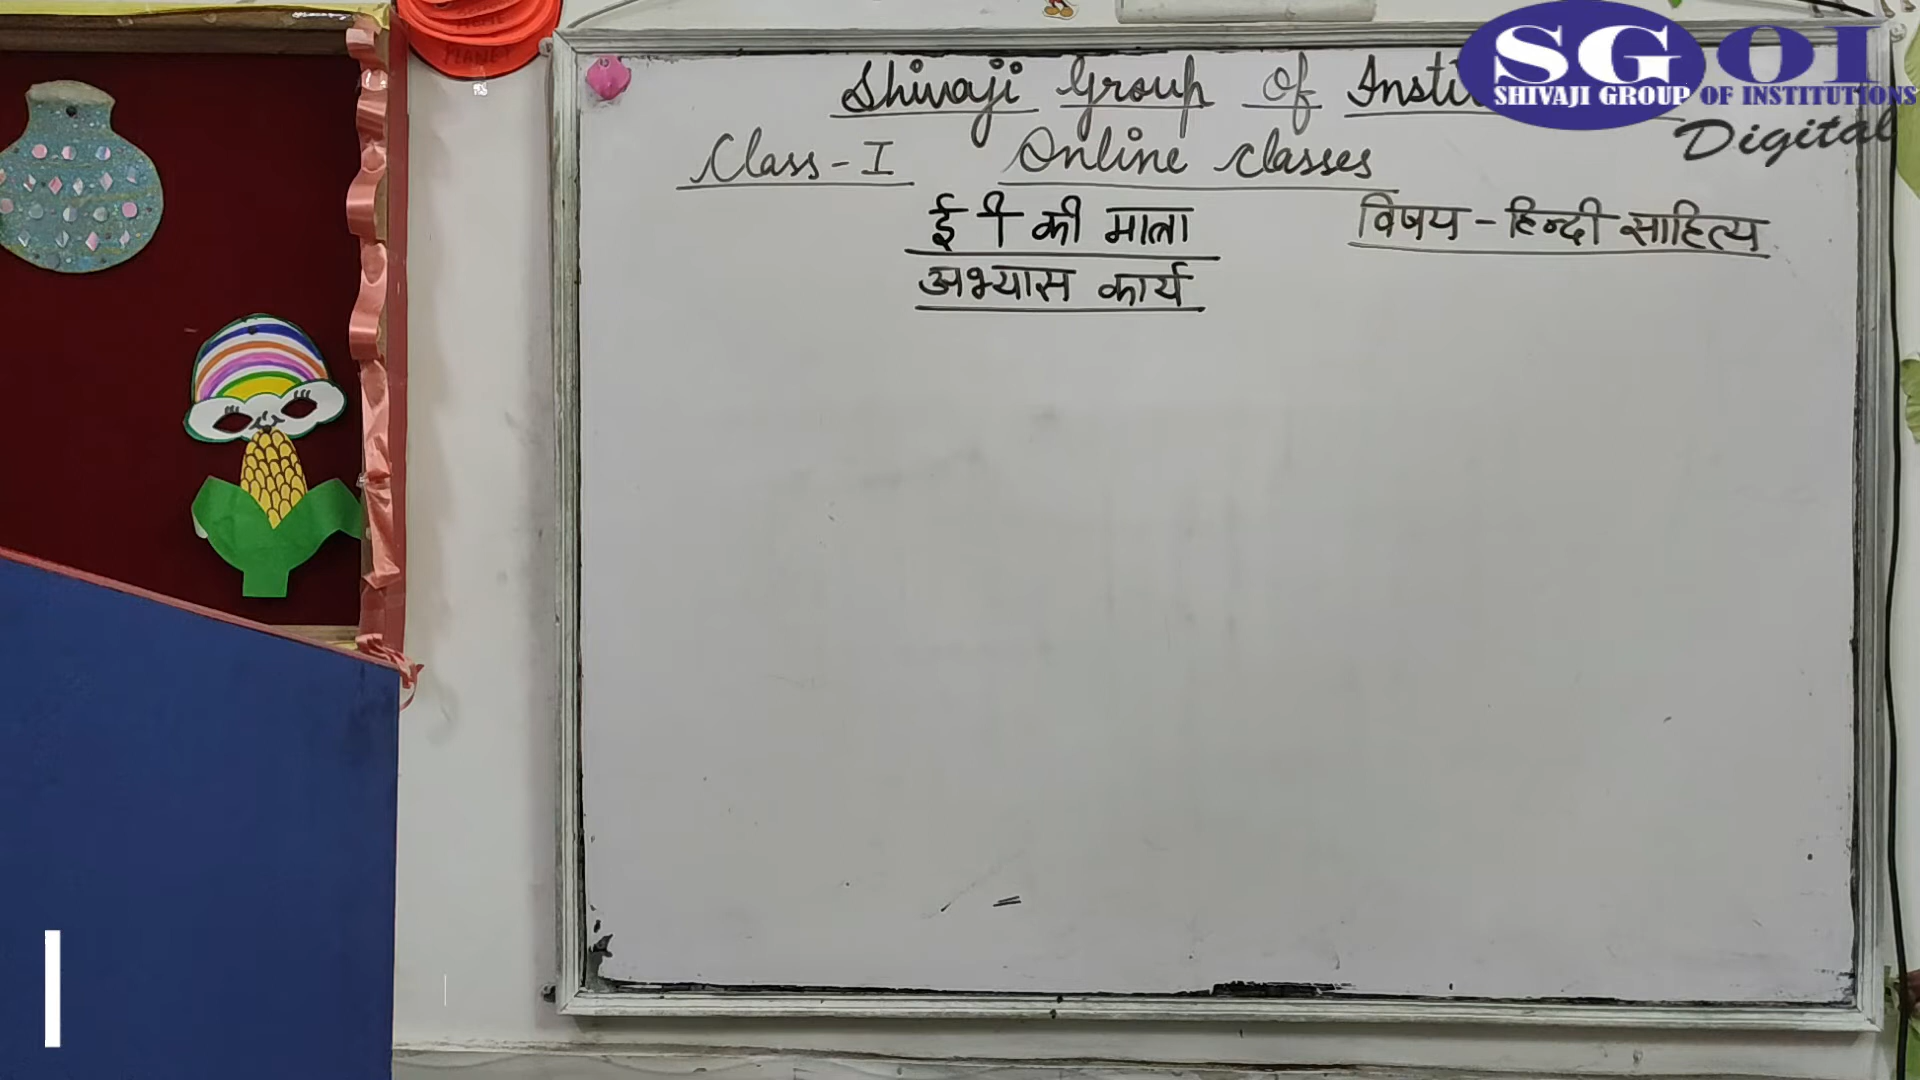 Shivaji Group Of Insti
SGOI
SHIVAJI GROUP OF INSTITUTIONS
Digital
Class-I Online Classes
ई ी की मात्रा
विषय - हिन्दी साहित्य
अभ्यास कार्य